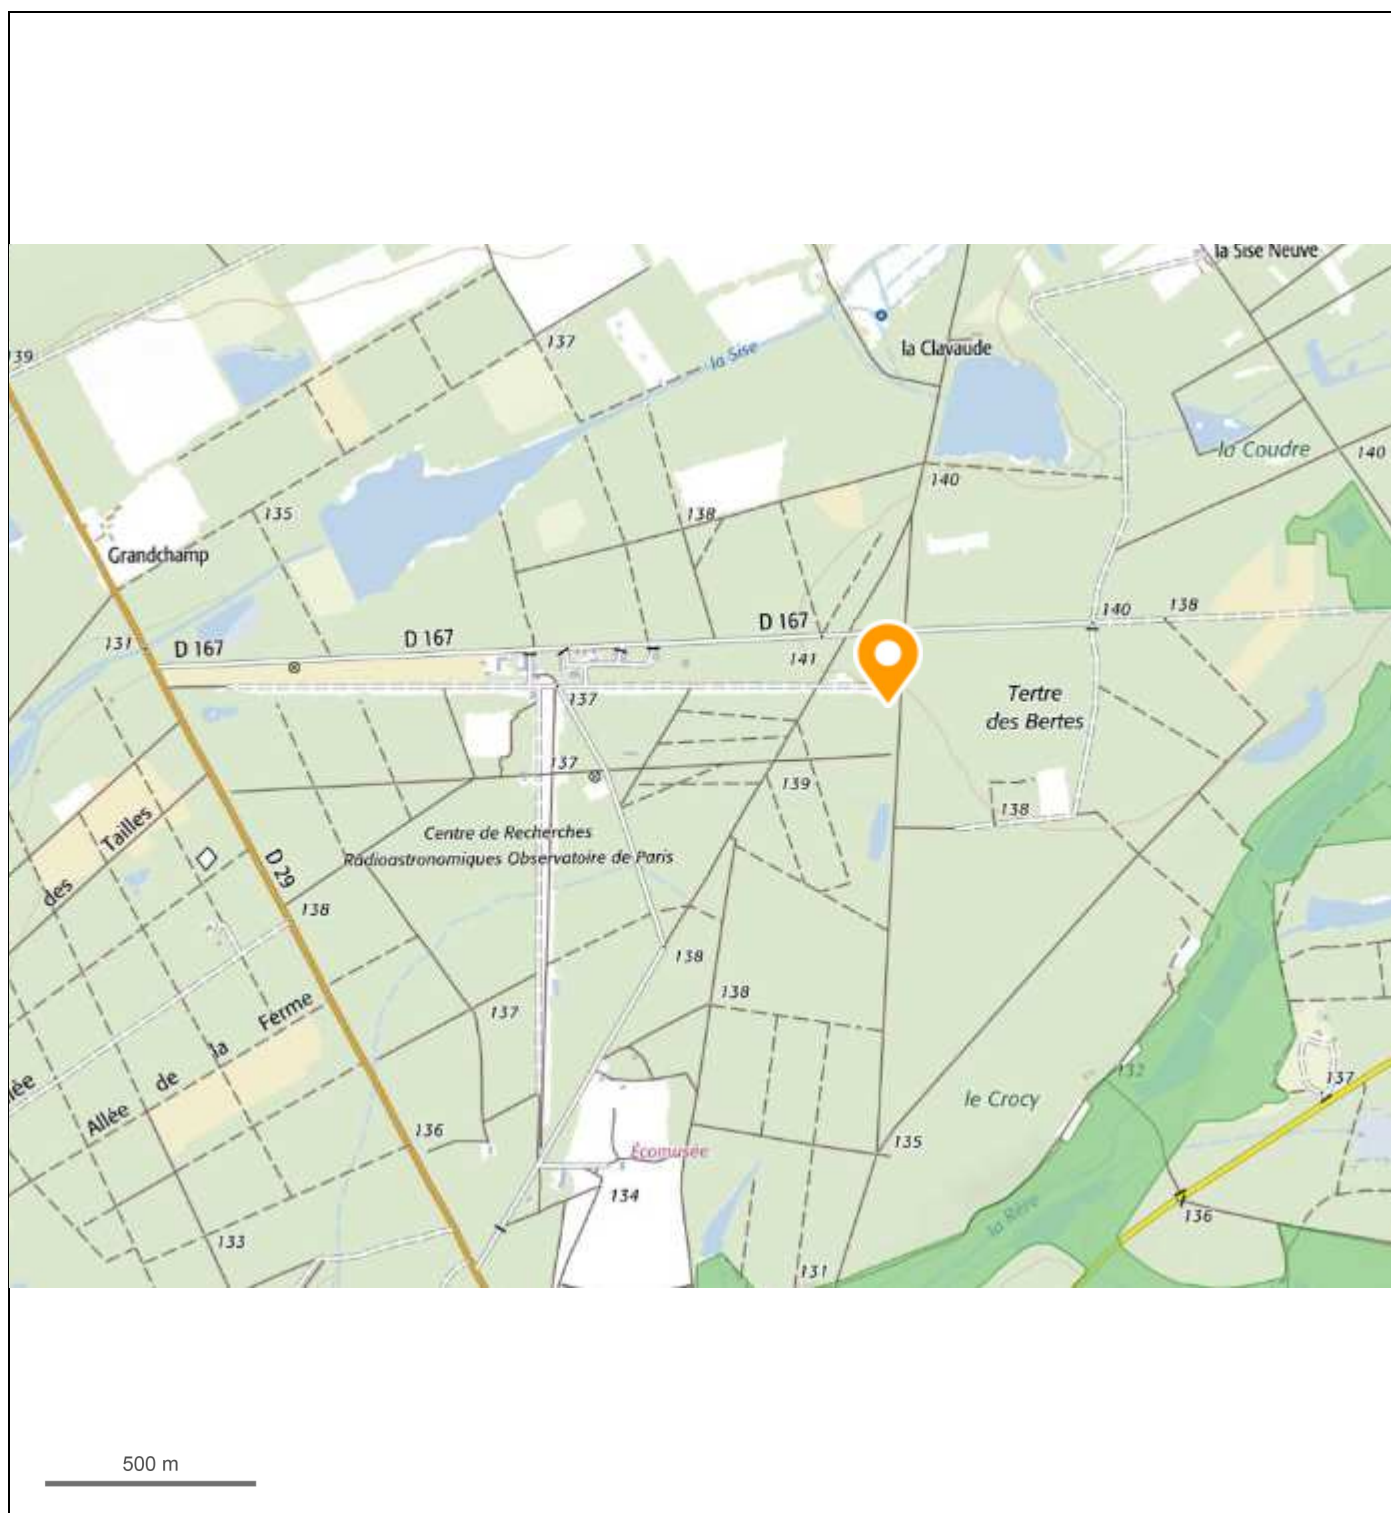 la Sise Neuve
139
137
la Sise
la Clavaude
la Coudre
140
140
138
135
Grandchamp
131
D 167
D 167
D 167
141
140
138
137
Tertre
des Bertes
137
139
138
Centre de Recherches
Radioastronomiques Observatoire de Paris
des Tailles
D 29
138
138
138
137
Allée de la Ferme
132
137
le Crocy
136
135
Écomusée
134
la Rère
136
133
131
500 m